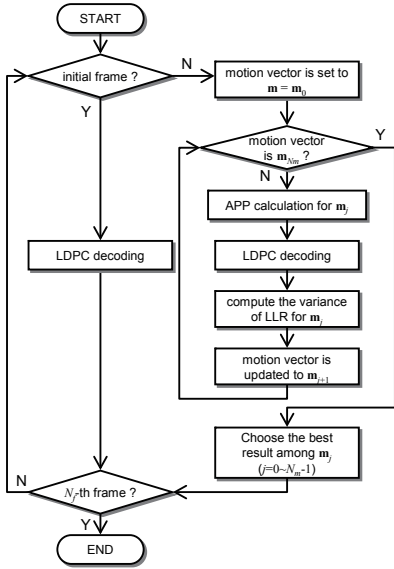 START
initial frame ?
N
motion vector is set to
m = m0
Y
motion vector
is mNm ?
Y
N
APP calculation for mj
LDPC decoding
LDPC decoding
compute the variance
of LLR for mj
motion vector is
updated to mj+1
Choose the best
result among mj
(j=0~Nm-1)
N
Nf-th frame ?
Y
END